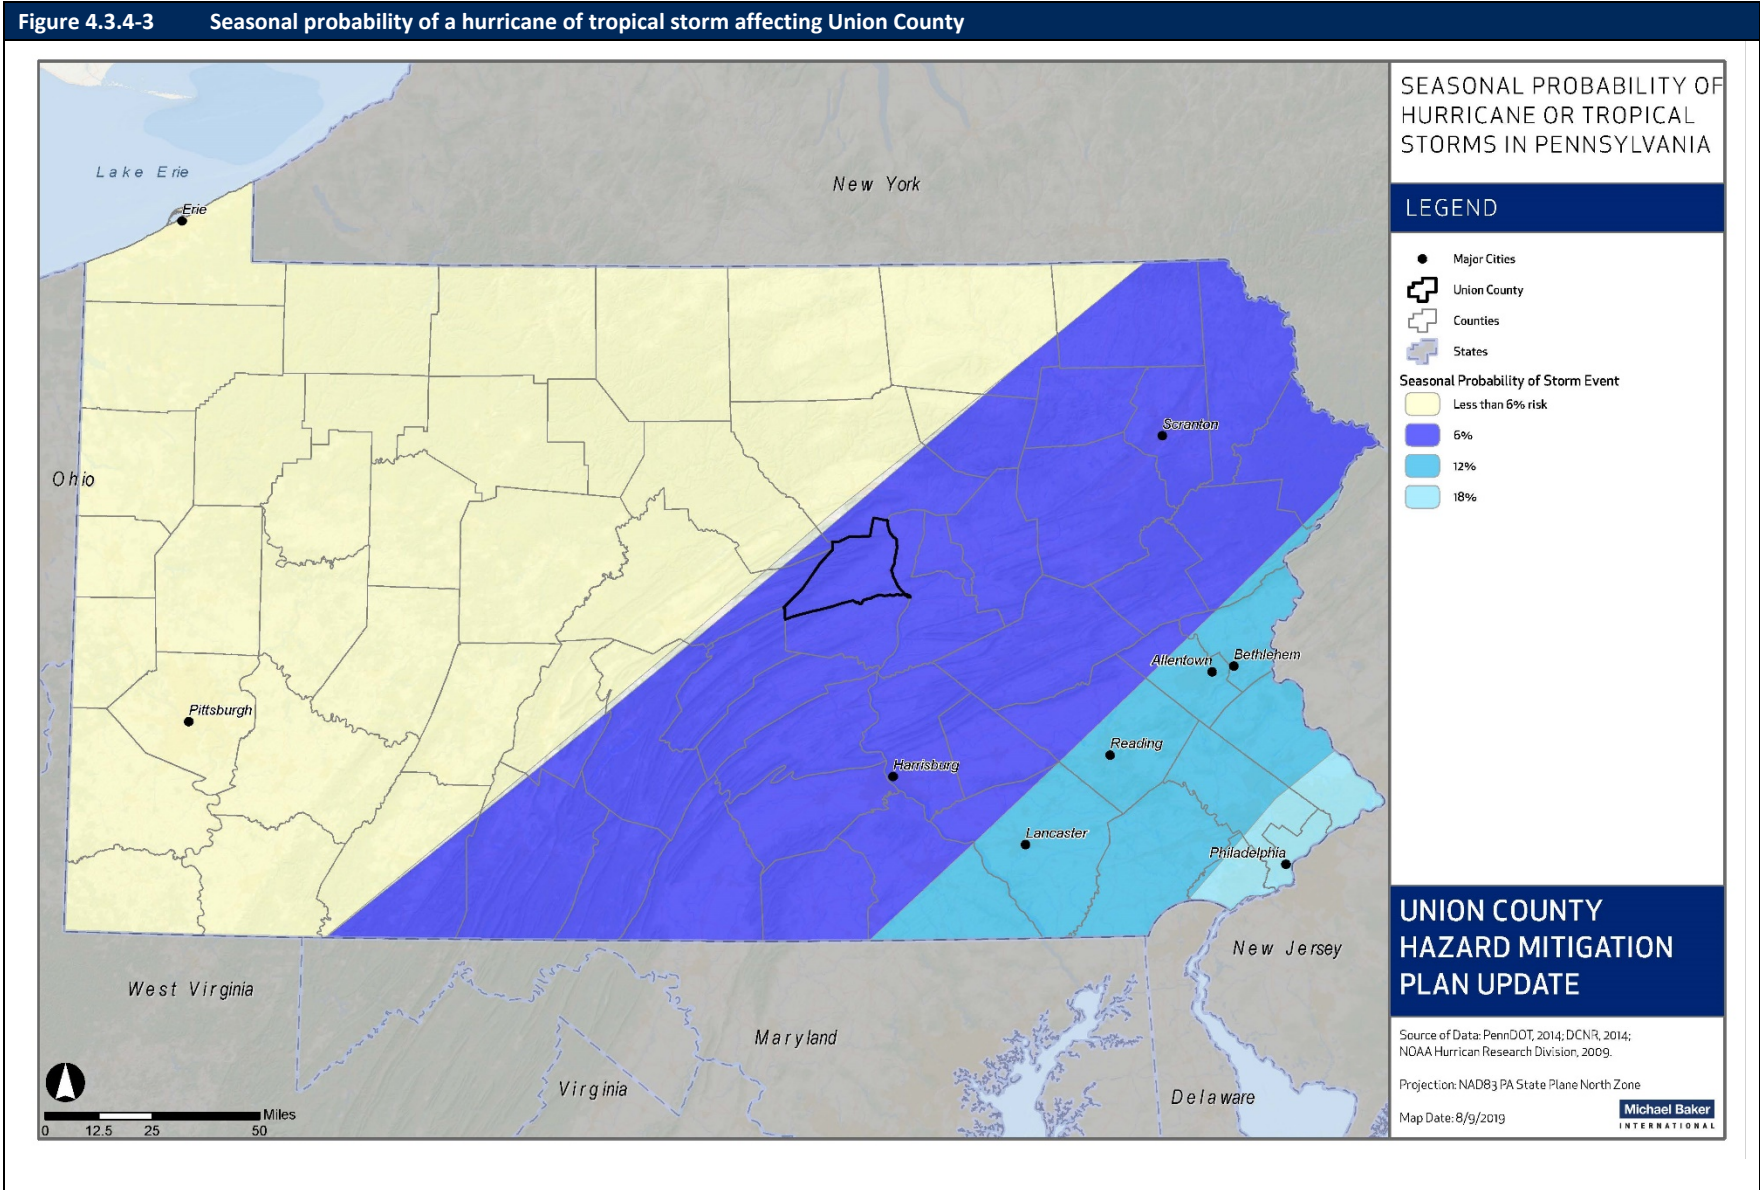 Figure 4.3.4-3 Seasonal probability of a hurricane of tropical storm affecting Union County
SEASONAL PROBABILITY OF
HURRICANE OR TROPICAL
STORMS IN PENNSYLVANIA
LEGEND
Major Cities
Union County
Counties
States
Seasonal Probability of Storm Event
Less than 6% risk
6%
12%
18%
Lake Erie
Erie
New York
Ohio
Scranton
Allentown
Bethlehem
Pittsburgh
Reading
Harrisburg
Lancaster
Philadelphia
New Jersey
West Virginia
Maryland
Virginia
Delaware
Miles
0 12.5 25 50
UNION COUNTY
HAZARD MITIGATION
PLAN UPDATE
Source of Data: PennDOT, 2014; DCNR, 2014;
NOAA Hurrican Research Division, 2009.
Projection: NAD83 PA State Plane North Zone
Map Date: 8/9/2019
Michael Baker
INTERNATIONAL